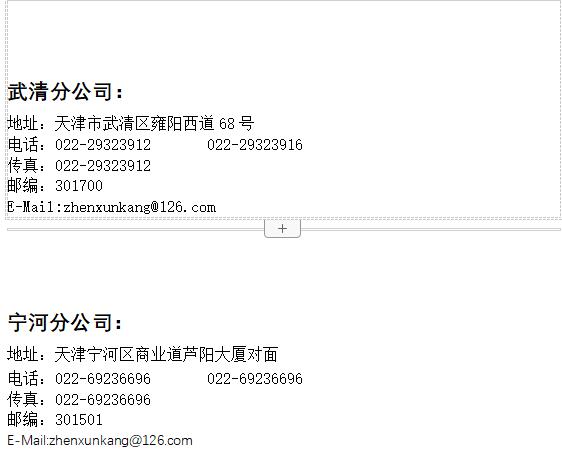 武清分公司：
地址：天津市武清区雍阳西道 68 号
电话：022-29323912　　022-29323916
传真：022-29323912
邮编：301700
E-Mail:zhenxunkang@126.com
+
宁河分公司：
地址：天津宁河区商业道芦阳大厦对面
电话：022-69236696　　022-69236696
传真：022-69236696
邮编：301501
E-Mail:zhenxunkang@126.com